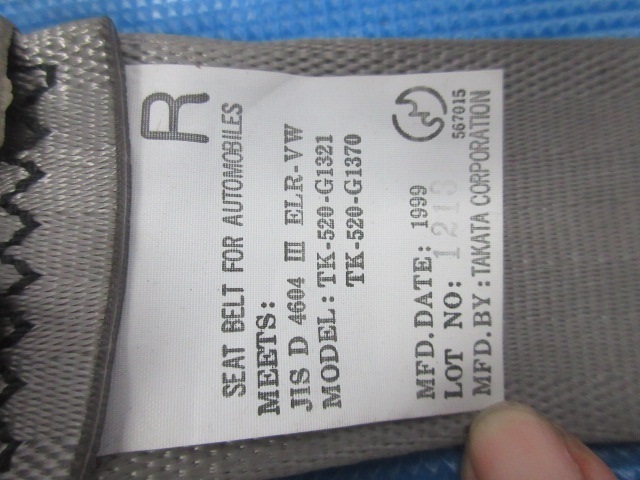 R
SEAT BELT FOR AUTOMOBILES
MEETS:
JIS D 4604 III ELR-VW
MODEL: TK-520-G1321
TK-520-G1370
567015
MFD.DATE: 1999
LOT NO: 1213
MFD.BY: TAKATA CORPORATION